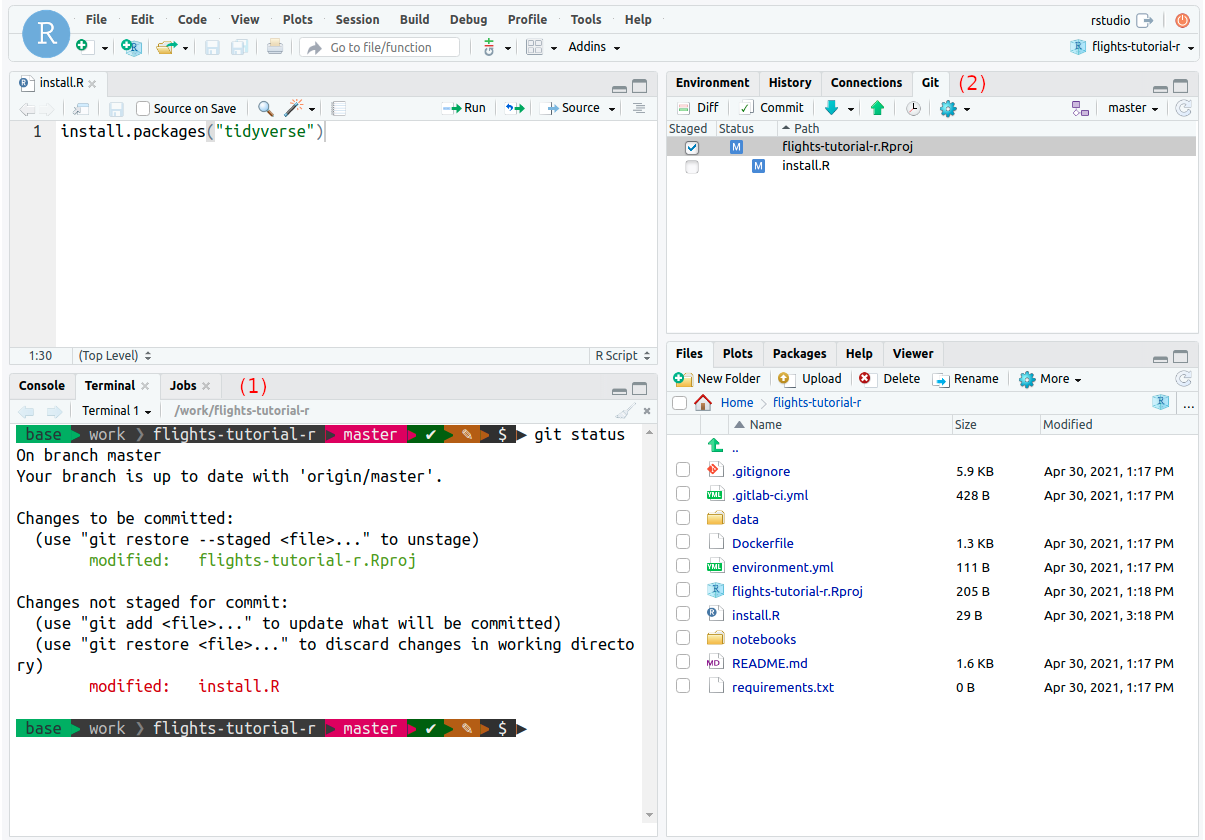 R
File Edit Code View Plots Session Build Debug Profile Tools Help
rstudio
Go to file/function
Addins
flights-tutorial-r
install.R
Source on Save
Run
Source
1 install.packages("tidyverse")
1:30
(Top Level)
R Script
Console Terminal Jobs (1)
Terminal 1
/work/flights-tutorial-r
base work flights-tutorial-r master ✔ ✎ $ git status
On branch master
Your branch is up to date with 'origin/master'.
Changes to be committed:
(use "git restore --staged <file>..." to unstage)
modified: flights-tutorial-r.Rproj
Changes not staged for commit:
(use "git add <file>..." to update what will be committed)
(use "git restore <file>..." to discard changes in working directo
ry)
modified: install.R
base work flights-tutorial-r master ✔ ✎ $
Environment History Connections Git (2)
Diff Commit master
Staged Status Path
M flights-tutorial-r.Rproj
M install.R
Files Plots Packages Help Viewer
New Folder Upload Delete Rename More
Home flights-tutorial-r ...
Name Size Modified
..
.gitignore 5.9 KB Apr 30, 2021, 1:17 PM
YML .gitlab-ci.yml 428 B Apr 30, 2021, 1:17 PM
data
Dockerfile 1.3 KB Apr 30, 2021, 1:17 PM
YML environment.yml 111 B Apr 30, 2021, 1:17 PM
R flights-tutorial-r.Rproj 205 B Apr 30, 2021, 1:18 PM
R install.R 29 B Apr 30, 2021, 3:18 PM
notebooks
MD README.md 1.6 KB Apr 30, 2021, 1:17 PM
requirements.txt 0 B Apr 30, 2021, 1:17 PM